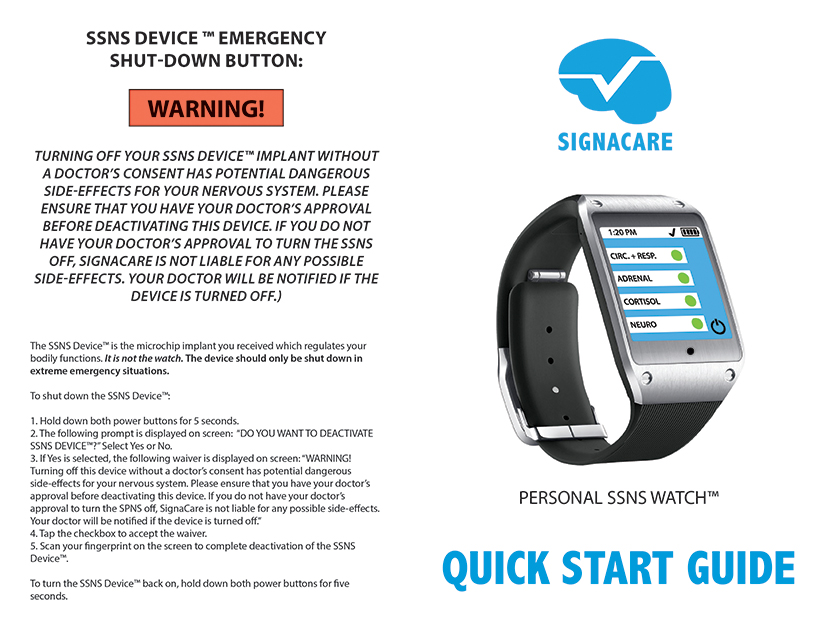 SSNS DEVICE ™ EMERGENCY
SHUT-DOWN BUTTON:
WARNING!
TURNING OFF YOUR SSNS DEVICE™ IMPLANT WITHOUT
A DOCTOR'S CONSENT HAS POTENTIAL DANGEROUS
SIDE-EFFECTS FOR YOUR NERVOUS SYSTEM. PLEASE
ENSURE THAT YOU HAVE YOUR DOCTOR'S APPROVAL
BEFORE DEACTIVATING THIS DEVICE. IF YOU DO NOT
HAVE YOUR DOCTOR'S APPROVAL TO TURN THE SSNS
OFF, SIGNACARE IS NOT LIABLE FOR ANY POSSIBLE
SIDE-EFFECTS. YOUR DOCTOR WILL BE NOTIFIED IF THE
DEVICE IS TURNED OFF.)
The SSNS Device™ is the microchip implant you received which regulates your
bodily functions. It is not the watch. The device should only be shut down in
extreme emergency situations.
To shut down the SSNS Device™:
1. Hold down both power buttons for 5 seconds.
2. The following prompt is displayed on screen: “DO YOU WANT TO DEACTIVATE
SSNS DEVICE™?” Select Yes or No.
3. If Yes is selected, the following waiver is displayed on screen: “WARNING!
Turning off this device without a doctor's consent has potential dangerous
side-effects for your nervous system. Please ensure that you have your doctor's
approval before deactivating this device. If you do not have your doctor's
approval to turn the SPNS off, SignaCare is not liable for any possible side-effects.
Your doctor will be notified if the device is turned off.”
4. Tap the checkbox to accept the waiver.
5. Scan your fingerprint on the screen to complete deactivation of the SSNS
Device™.
To turn the SSNS Device™ back on, hold down both power buttons for five
seconds.
SIGNACARE
1:20 PM
CIRC. + RESP.
ADRENAL
CORTISOL
NEURO
PERSONAL SSNS WATCH™
QUICK START GUIDE